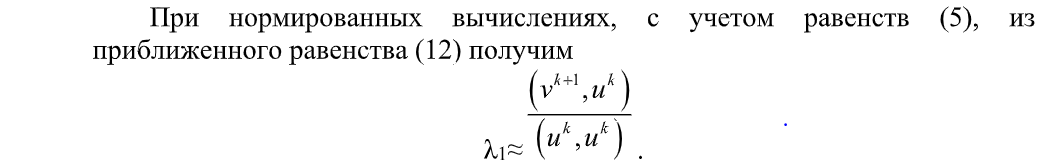 При нормированных вычислениях, с учетом равенств (5), из
приближенного равенства (12) получим
λ₁≈ (v^{k+1}, u^k) / (u^k, u^k) .